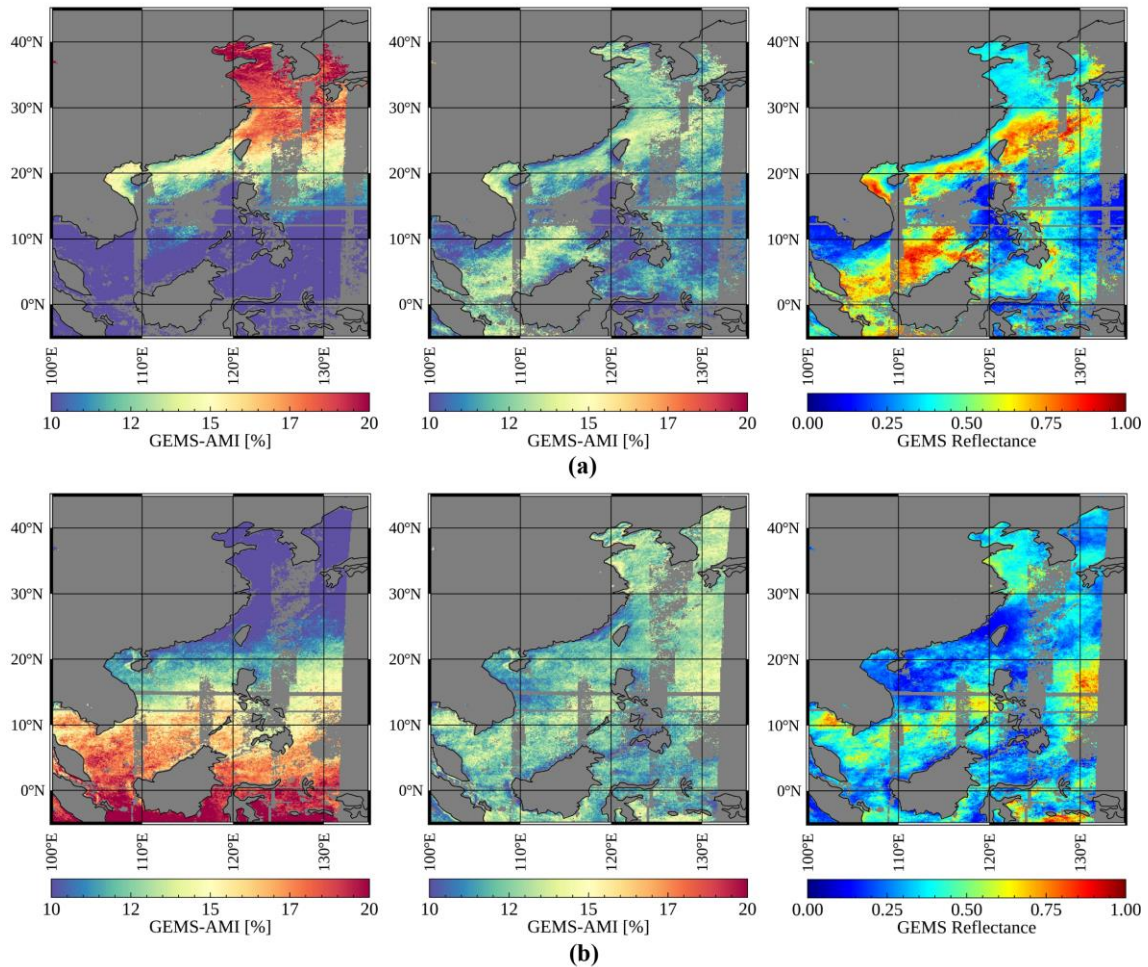 40°N 40°N 40°N
30°N 30°N 30°N
20°N 20°N 20°N
10°N 10°N 10°N
0°N 0°N 0°N
100°E 110°E 120°E 130°E 100°E 110°E 120°E 130°E 100°E 110°E 120°E 130°E
10 12 15 17 20 10 12 15 17 20 0.00 0.25 0.50 0.75 1.00
GEMS-AMI [%] GEMS-AMI [%] GEMS Reflectance
(a)
40°N 40°N 40°N
30°N 30°N 30°N
20°N 20°N 20°N
10°N 10°N 10°N
0°N 0°N 0°N
100°E 110°E 120°E 130°E 100°E 110°E 120°E 130°E 100°E 110°E 120°E 130°E
10 12 15 17 20 10 12 15 17 20 0.00 0.25 0.50 0.75 1.00
GEMS-AMI [%] GEMS-AMI [%] GEMS Reflectance
(b)